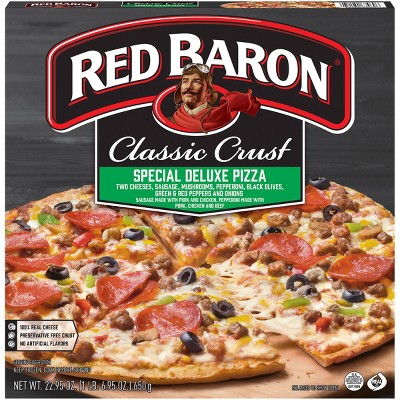 RED BARON
Classic Crust
SPECIAL DELUXE PIZZA
TWO CHEESES, SAUSAGE, MUSHROOMS, PEPPERONI, BLACK OLIVES,
GREEN & RED PEPPERS AND ONIONS
SAUSAGE MADE WITH PORK AND CHICKEN, PEPPERONI MADE WITH
PORK, CHICKEN AND BEEF
100% REAL CHEESE
PRESERVATIVE FREE CRUST
NO ARTIFICIAL FLAVORS
NET WT. 22.95 OZ. (1 LB. 6.95 OZ.) 650g